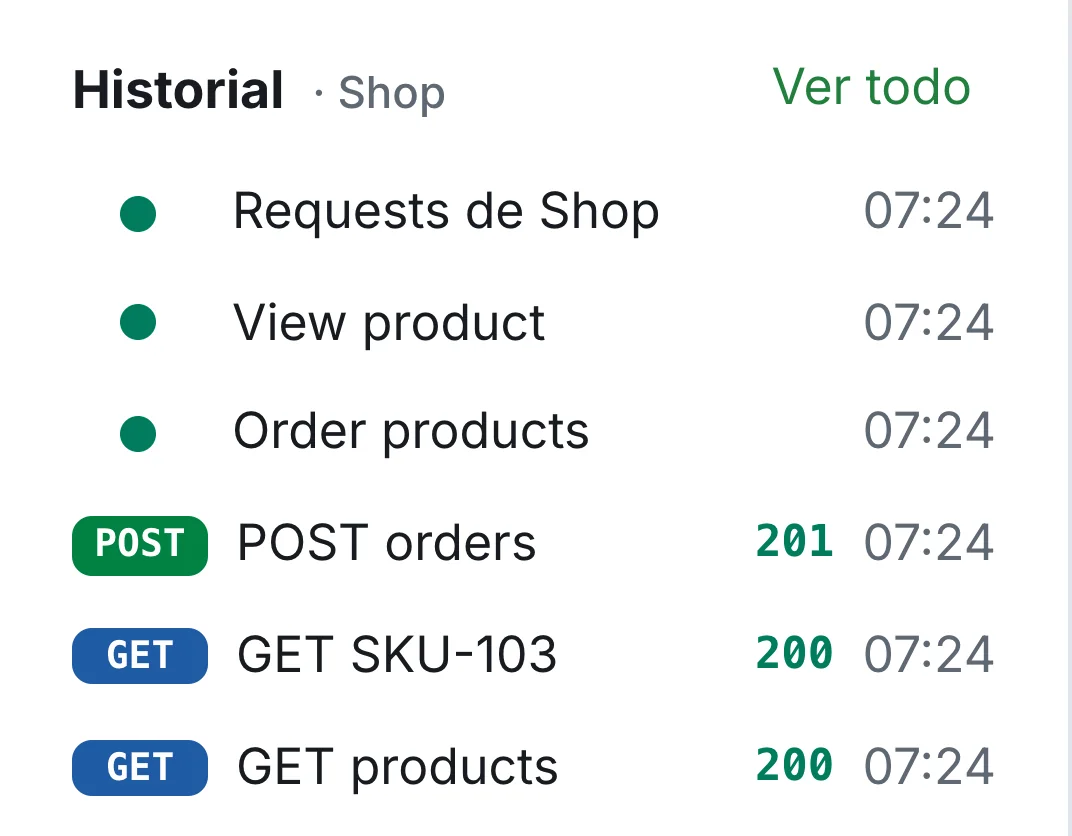 Historial · Shop Ver todo
Requests de Shop 07:24
View product 07:24
Order products 07:24
POST POST orders 201 07:24
GET GET SKU-103 200 07:24
GET GET products 200 07:24